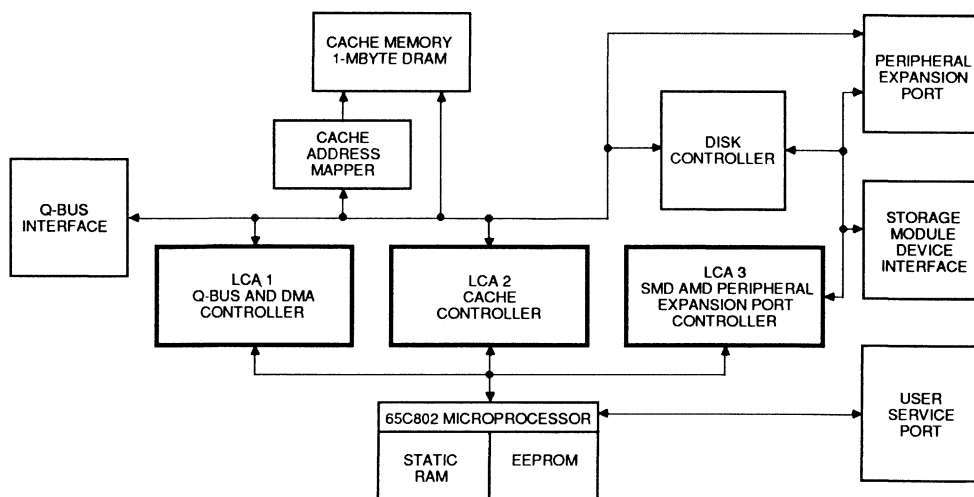 CACHE MEMORY
1-MBYTE DRAM
PERIPHERAL
EXPANSION
PORT
CACHE
ADDRESS
MAPPER
DISK
CONTROLLER
Q-BUS
INTERFACE
STORAGE
MODULE
DEVICE
INTERFACE
LCA 1
Q-BUS AND DMA
CONTROLLER
LCA 2
CACHE
CONTROLLER
LCA 3
SMD AMD PERIPHERAL
EXPANSION PORT
CONTROLLER
65C802 MICROPROCESSOR
STATIC
RAM
EEPROM
USER
SERVICE
PORT